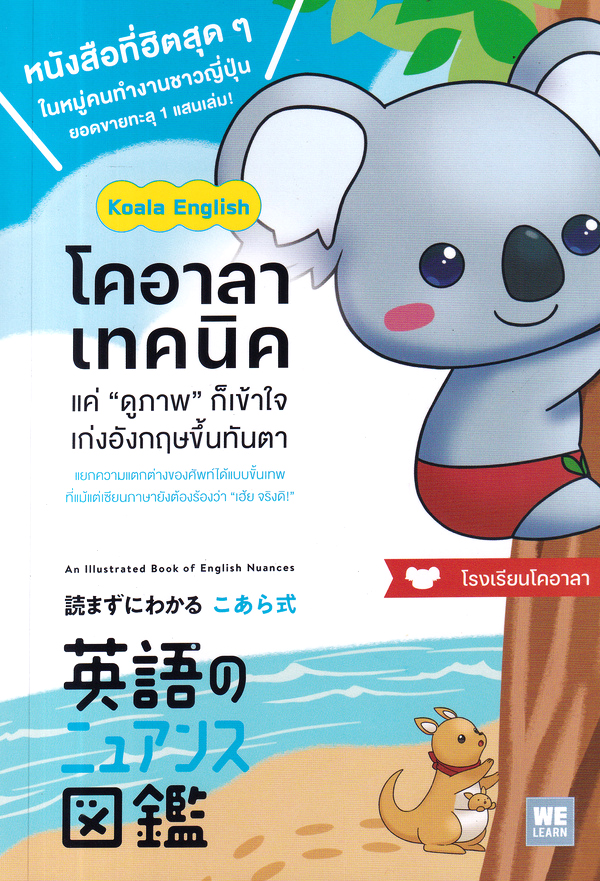 หนังสือที่ฮิตสุด ๆ
ในหมู่คนทำงานชาวญี่ปุ่น
ยอดขายทะลุ 1 แสนเล่ม!
Koala English
โคอาลา
เทคนิค
แค่ “ดูภาพ” ก็เข้าใจ
เก่งอังกฤษขึ้นทันตา
แยกความแตกต่างของศัพท์ได้แบบขั้นเทพ
ที่แม้แต่เซียนภาษายังต้องร้องว่า “เฮ้ย จริงดิ!”
An Illustrated Book of English Nuances
読まずにわかる こあら式
英語の
ニュアンス
図鑑
โรงเรียนโคอาลา
WE
LEARN